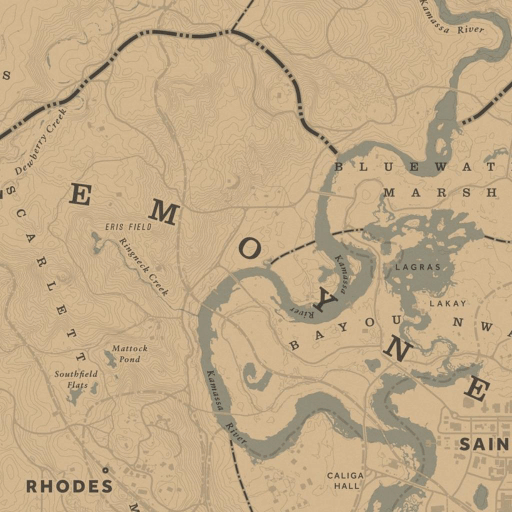 Kamassa River
S
Dewberry Creek
BLUEWAT
MARSH
SCARLETT
EMOYNE
ERIS FIELD
Ringneck Creek
Kamassa River
LAGRAS
LAKAY
BAYOU NWA
Mattock
Pond
Southfield
Flats
Kamassa River
SAIN
CALIGA
HALL
RHODES
M